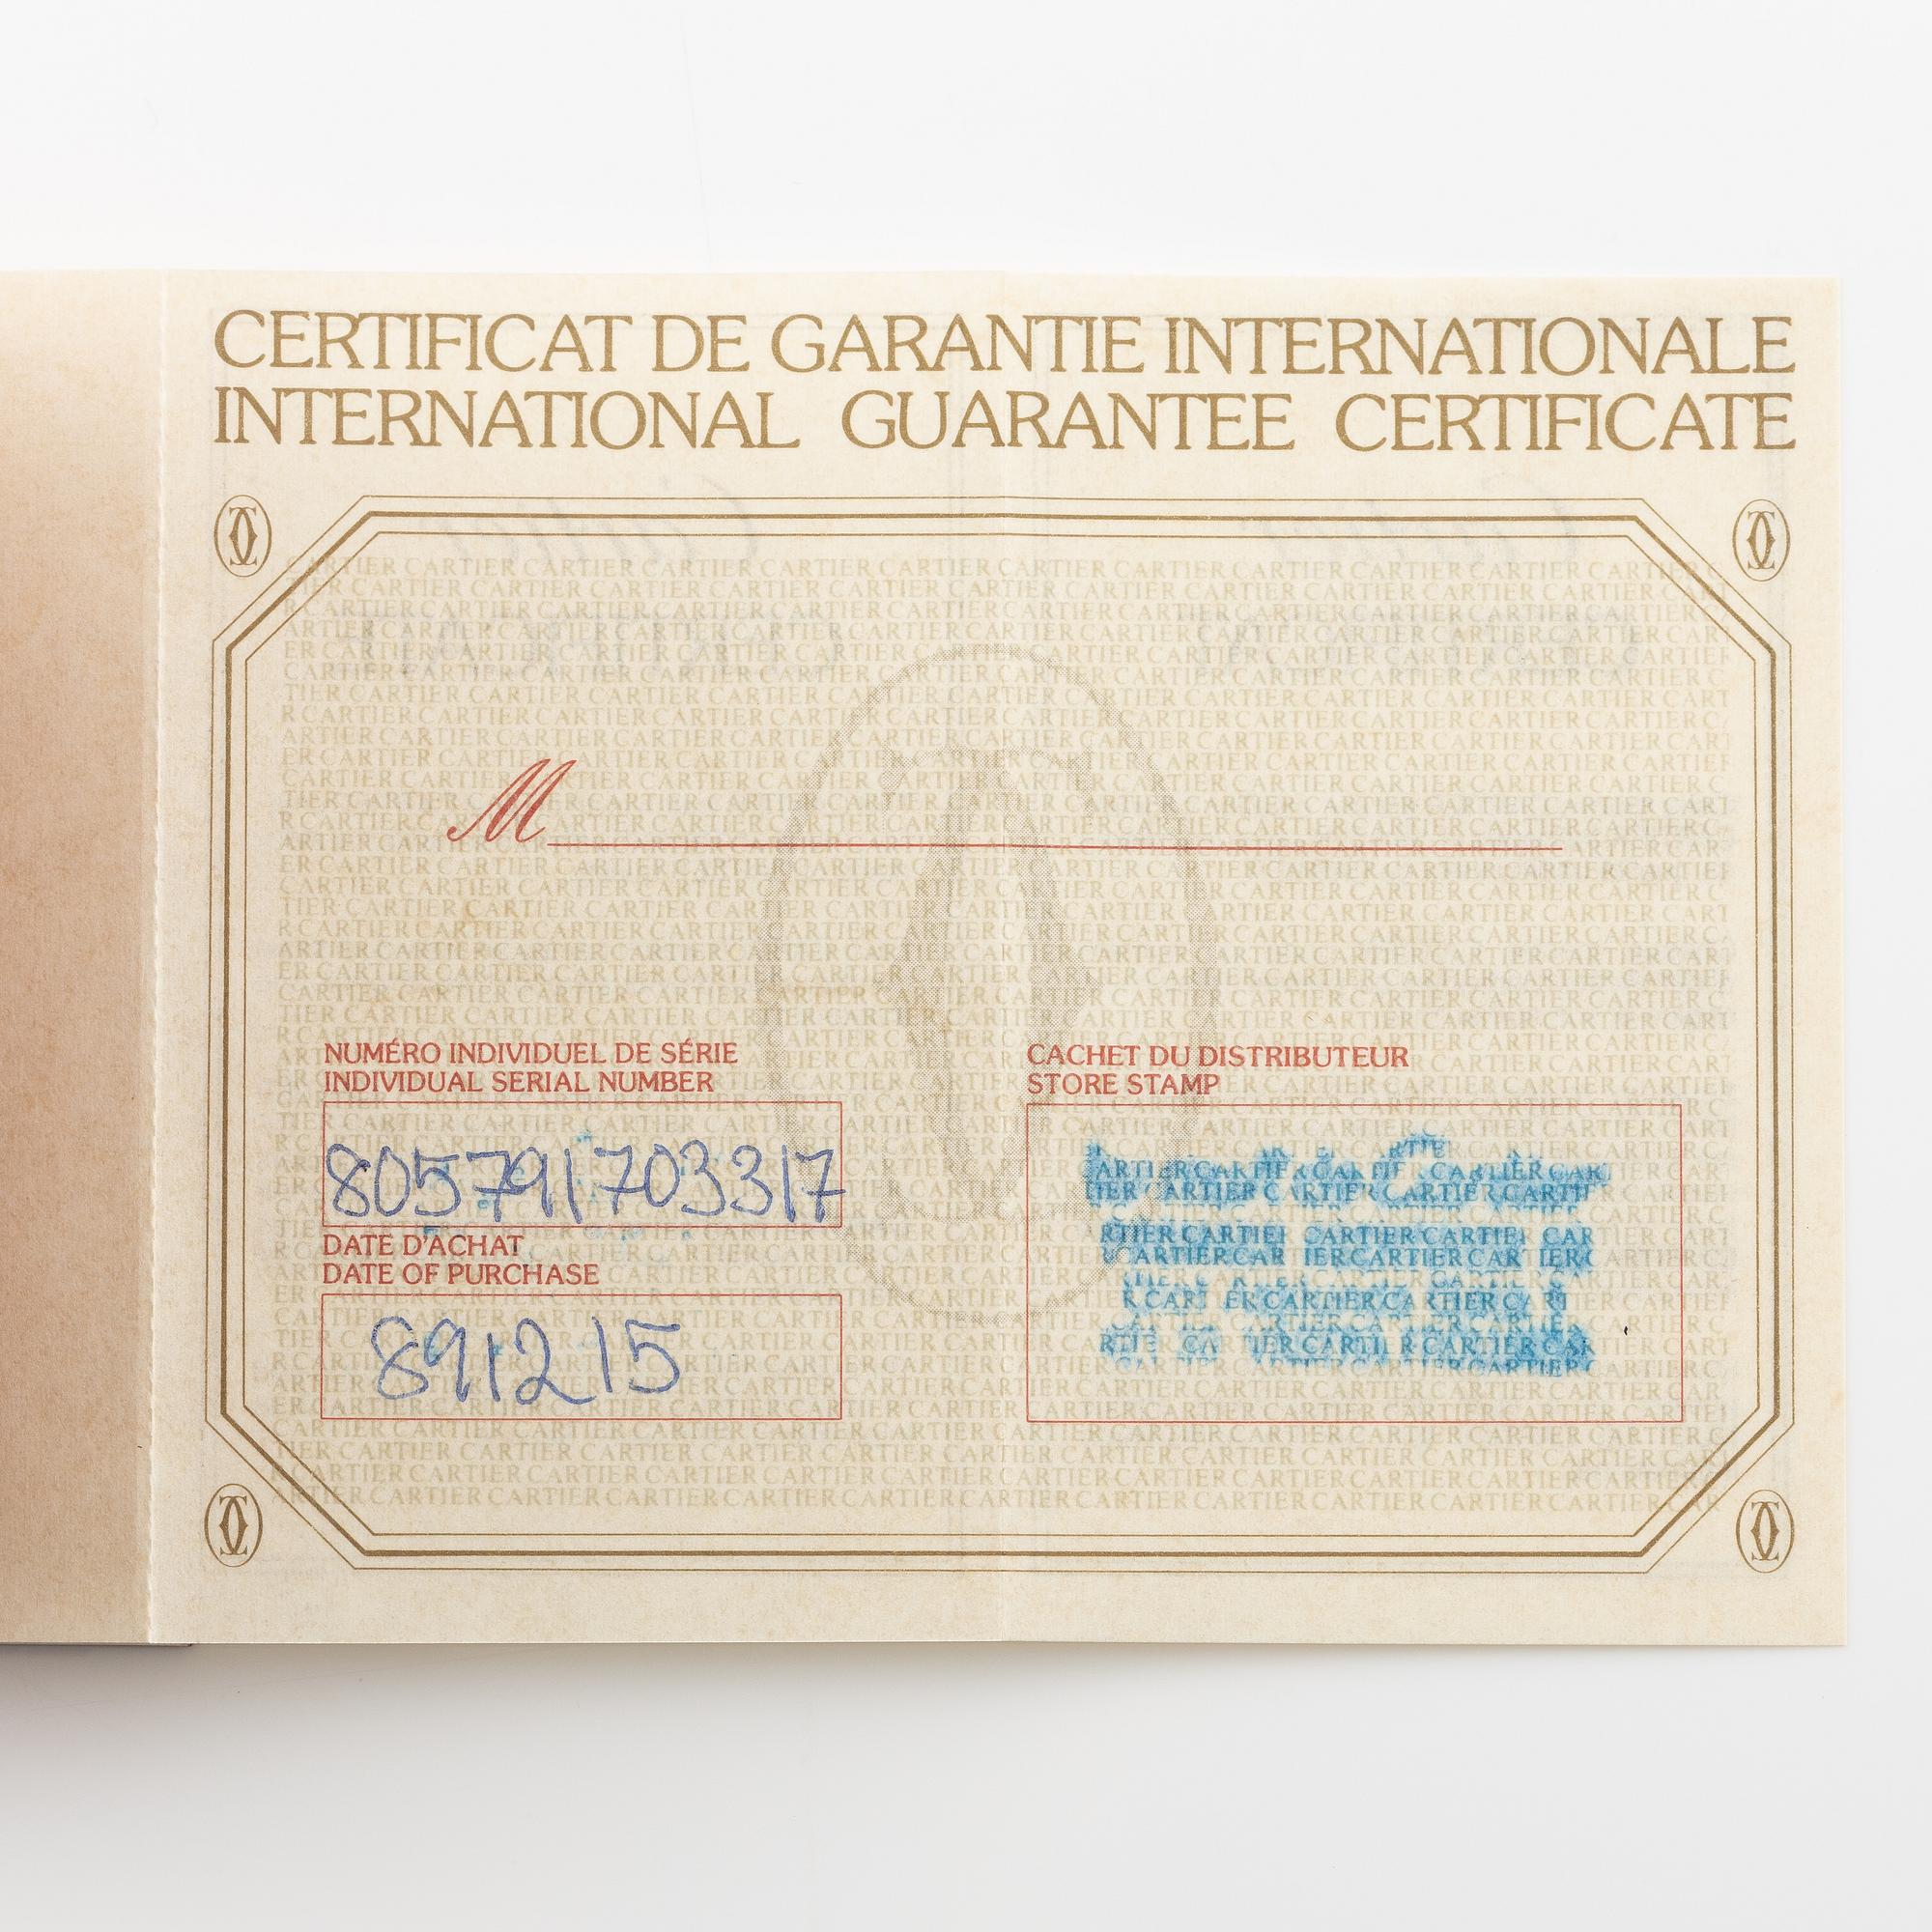 CERTIFICAT DE GARANTIE INTERNATIONALE
INTERNATIONAL GUARANTEE CERTIFICATE
M
NUMÉRO INDIVIDUEL DE SÉRIE
INDIVIDUAL SERIAL NUMBER
805791703317
DATE D'ACHAT
DATE OF PURCHASE
891215
CACHET DU DISTRIBUTEUR
STORE STAMP